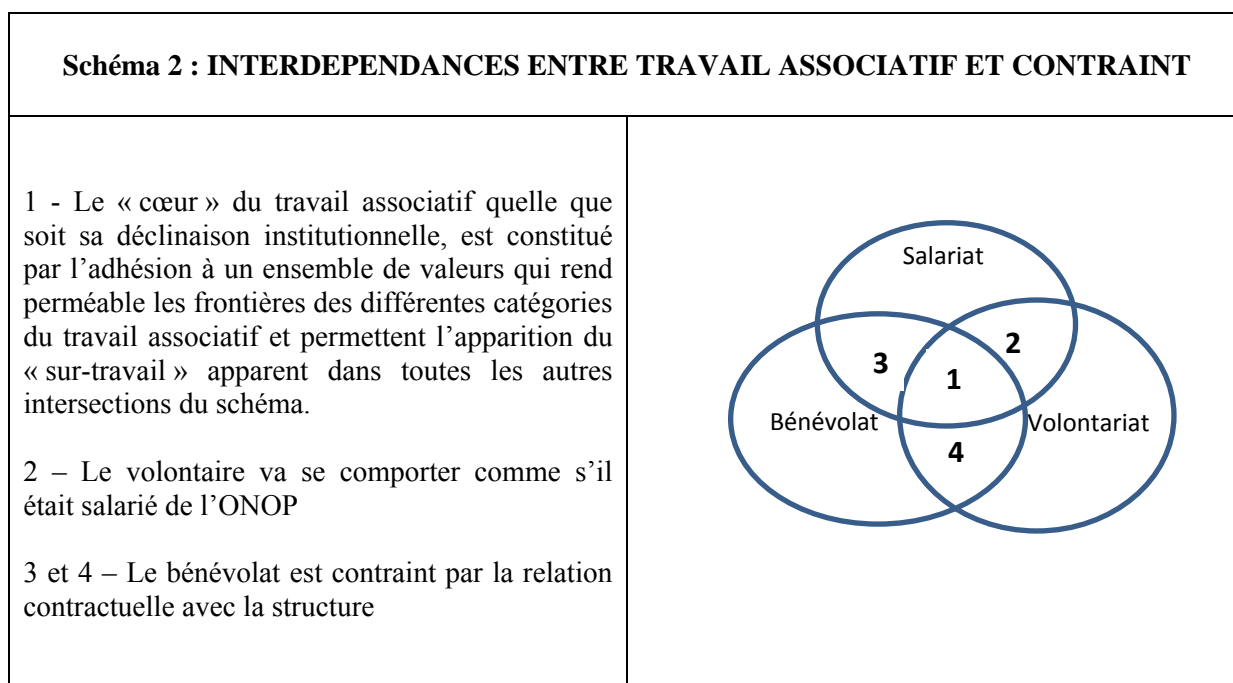 Schéma 2 : INTERDEPENDANCES ENTRE TRAVAIL ASSOCIATIF ET CONTRAINT
1 - Le « cœur » du travail associatif quelle que
soit sa déclinaison institutionnelle, est constitué
par l’adhésion à un ensemble de valeurs qui rend
perméable les frontières des différentes catégories
du travail associatif et permettent l’apparition du
« sur-travail » apparent dans toutes les autres
intersections du schéma.
2 – Le volontaire va se comporter comme s’il
était salarié de l’ONOP
3 et 4 – Le bénévolat est contraint par la relation
contractuelle avec la structure
Salariat
2
3
1
Bénévolat
Volontariat
4